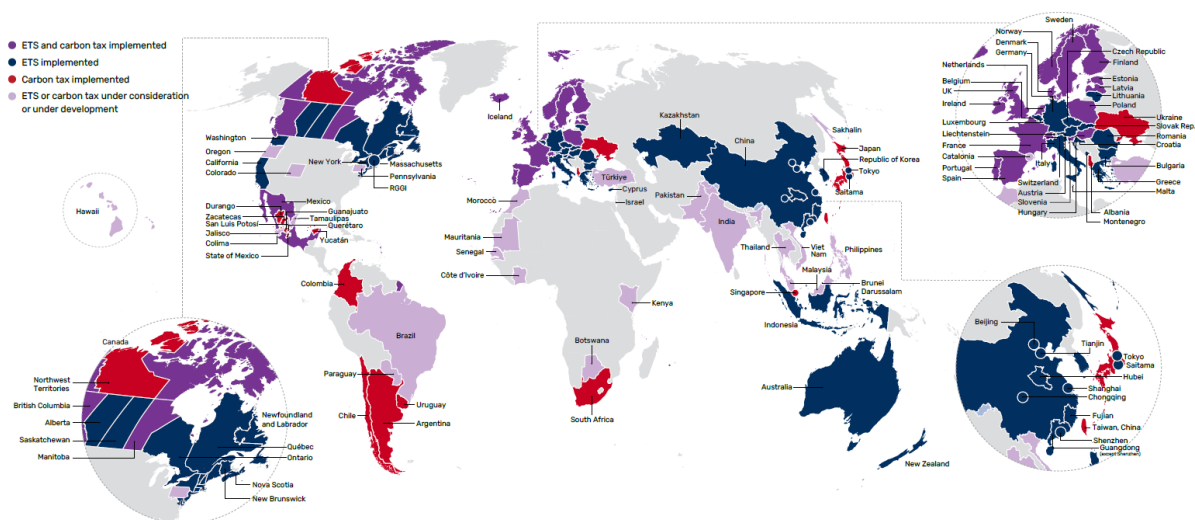 ETS and carbon tax implemented
ETS implemented
Carbon tax implemented
ETS or carbon tax under consideration
or under development
Hawaii
Washington
Oregon
California
Colorado
New York
Massachusetts
Pennsylvania
RGGI
Mexico
Durango
Guanajuato
Zacatecas
Tamaulipas
San Luis Potosí
Querétaro
Jalisco
Yucatán
Colima
State of Mexico
Colombia
Brazil
Paraguay
Uruguay
Chile
Argentina
Canada
Northwest
Territories
British Columbia
Alberta
Saskatchewan
Manitoba
Newfoundland
and Labrador
Québec
Ontario
Nova Scotia
New Brunswick
Iceland
Morocco
Mauritania
Senegal
Côte d'Ivoire
Türkiye
Cyprus
Israel
Kenya
Botswana
South Africa
Kazakhstan
China
Sakhalin
Japan
Republic of Korea
Tokyo
Saitama
Pakistan
India
Thailand
Viet
Nam
Philippines
Malaysia
Brunei
Darussalam
Singapore
Indonesia
Australia
New Zealand
Sweden
Norway
Denmark
Germany
Netherlands
Belgium
UK
Ireland
Luxembourg
Liechtenstein
France
Catalonia
Portugal
Spain
Italy
Switzerland
Austria
Slovenia
Hungary
Czech Republic
Finland
Estonia
Latvia
Lithuania
Poland
Ukraine
Slovak Rep.
Romania
Croatia
Bulgaria
Greece
Malta
Albania
Montenegro
Beijing
Tianjin
Tokyo
Saitama
Hubei
Shanghai
Chongqing
Fujian
Taiwan, China
Shenzhen
Guangdong
(except Shenzhen)